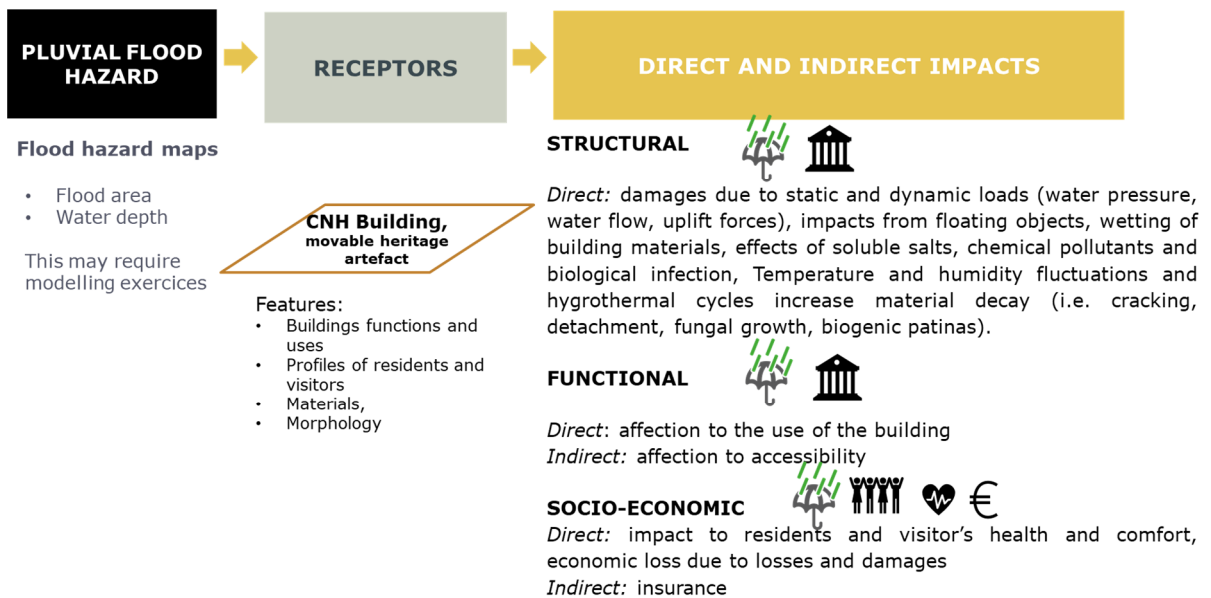 PLUVIAL FLOOD
HAZARD
RECEPTORS
DIRECT AND INDIRECT IMPACTS
Flood hazard maps
• Flood area
• Water depth
This may require
modelling exercices
CNH Building,
movable heritage
artefact
Features:
• Buildings functions and
uses
• Profiles of residents and
visitors
• Materials,
• Morphology
STRUCTURAL
Direct: damages due to static and dynamic loads (water pressure,
water flow, uplift forces), impacts from floating objects, wetting of
building materials, effects of soluble salts, chemical pollutants and
biological infection, Temperature and humidity fluctuations and
hygrothermal cycles increase material decay (i.e. cracking,
detachment, fungal growth, biogenic patinas).
FUNCTIONAL
Direct: affection to the use of the building
Indirect: affection to accessibility
SOCIO-ECONOMIC €
Direct: impact to residents and visitor’s health and comfort,
economic loss due to losses and damages
Indirect: insurance